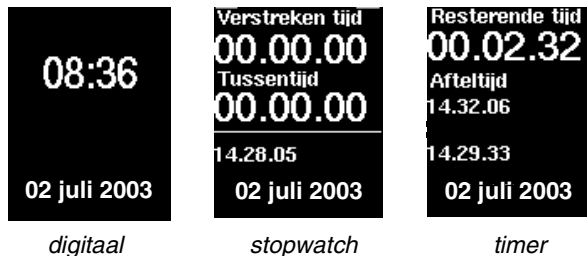 08:36
02 juli 2003
digitaal
Verstreken tijd
00.00.00
Tussentijd
00.00.00
14.28.05
02 juli 2003
stopwatch
Resterende tijd
00.02.32
Afteltijd
14.32.06
14.29.33
02 juli 2003
timer